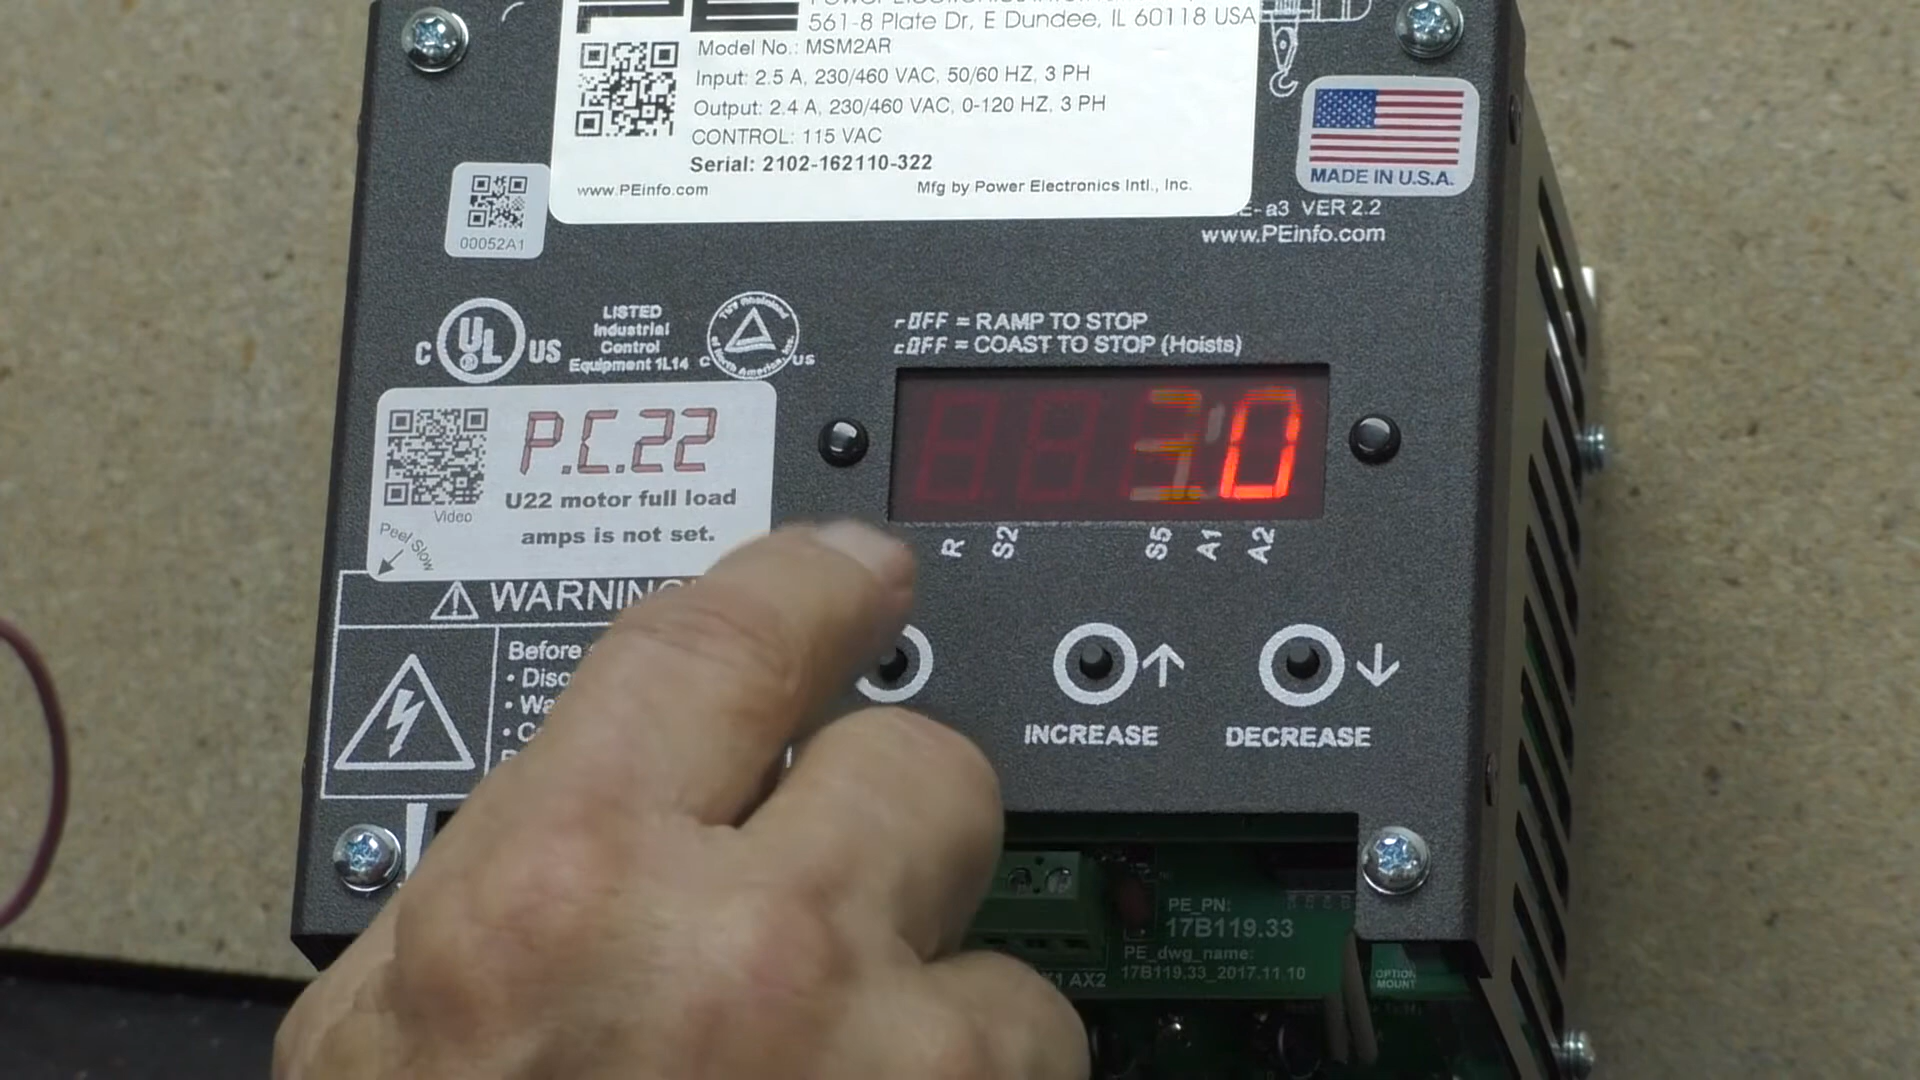 PE
561-8 Plate Dr, E Dundee, IL 60118 USA
Model No.: MSM2AR
Input: 2.5 A, 230/460 VAC, 50/60 HZ, 3 PH
Output: 2.4 A, 230/460 VAC, 0-120 HZ, 3 PH
CONTROL: 115 VAC
Serial: 2102-162110-322
www.PEinfo.com
Mfg by Power Electronics Intl., Inc.
MADE IN U.S.A.
a3 VER 2.2
www.PEinfo.com
00052A1
C UL US
LISTED
Industrial
Control
Equipment 1L14
C US
rOFF = RAMP TO STOP
cOFF = COAST TO STOP (Hoists)
P.C.22
U22 motor full load
amps is not set.
Video
Peel Slow
0
R S2 S5 A1 A2
WARNING
Before
INCREASE
DECREASE
PE_PN:
17B119.33
PE_dwg_name:
17B119.33_2017.11.10
AX2
OPTION
MOUNT